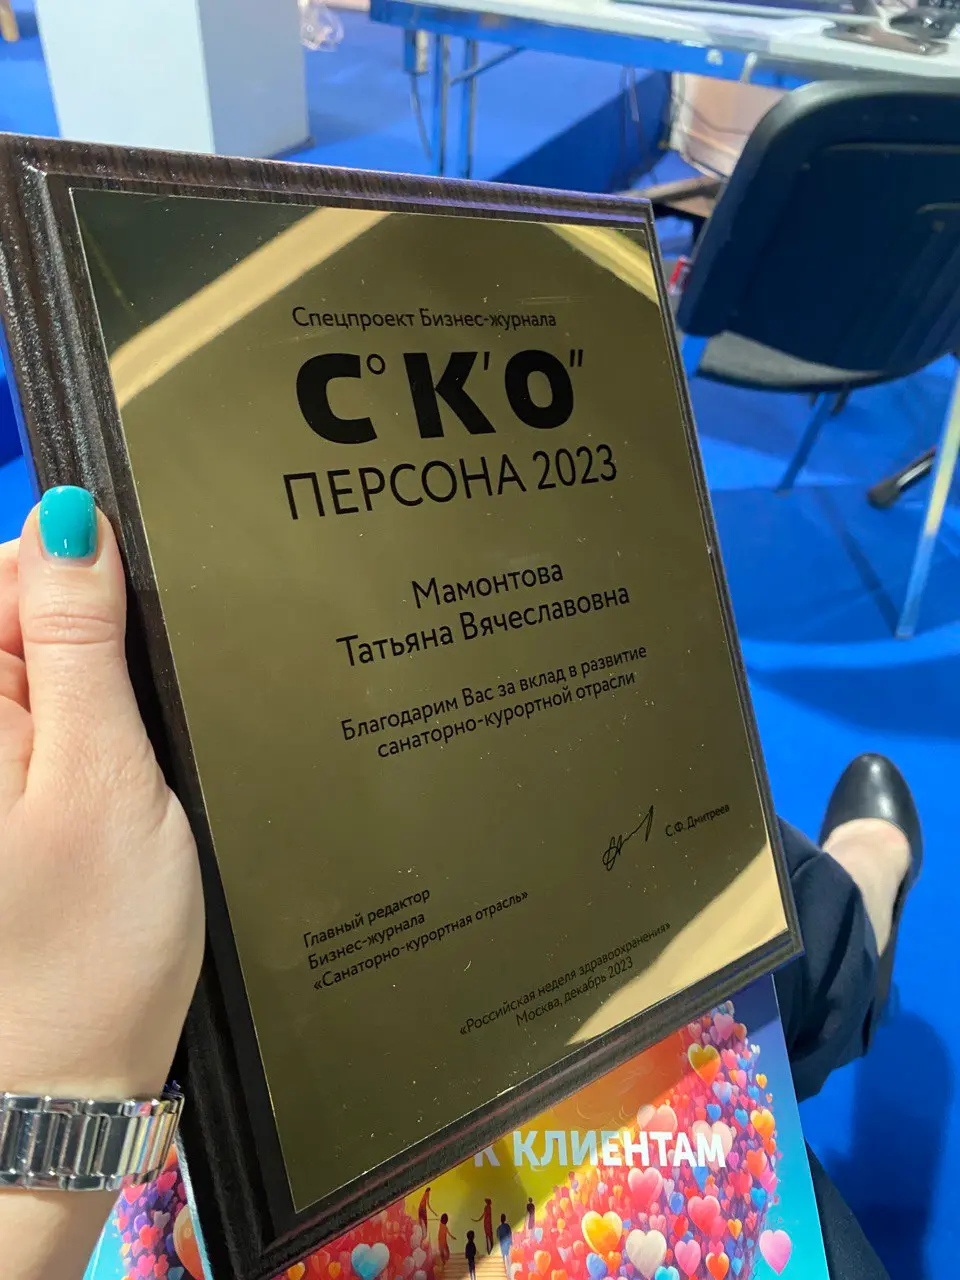 Спецпроект Бизнес-журнала
С° К' О"
ПЕРСОНА 2023
Мамонтова
Татьяна Вячеславовна
Благодарим Вас за вклад в развитие
санаторно-курортной отрасли
С.Ф. Дмитреев
Главный редактор
Бизнес-журнала
«Санаторно-курортная отрасль»
«Российская неделя здравоохранения»
Москва, декабрь 2023
К КЛИЕНТАМ